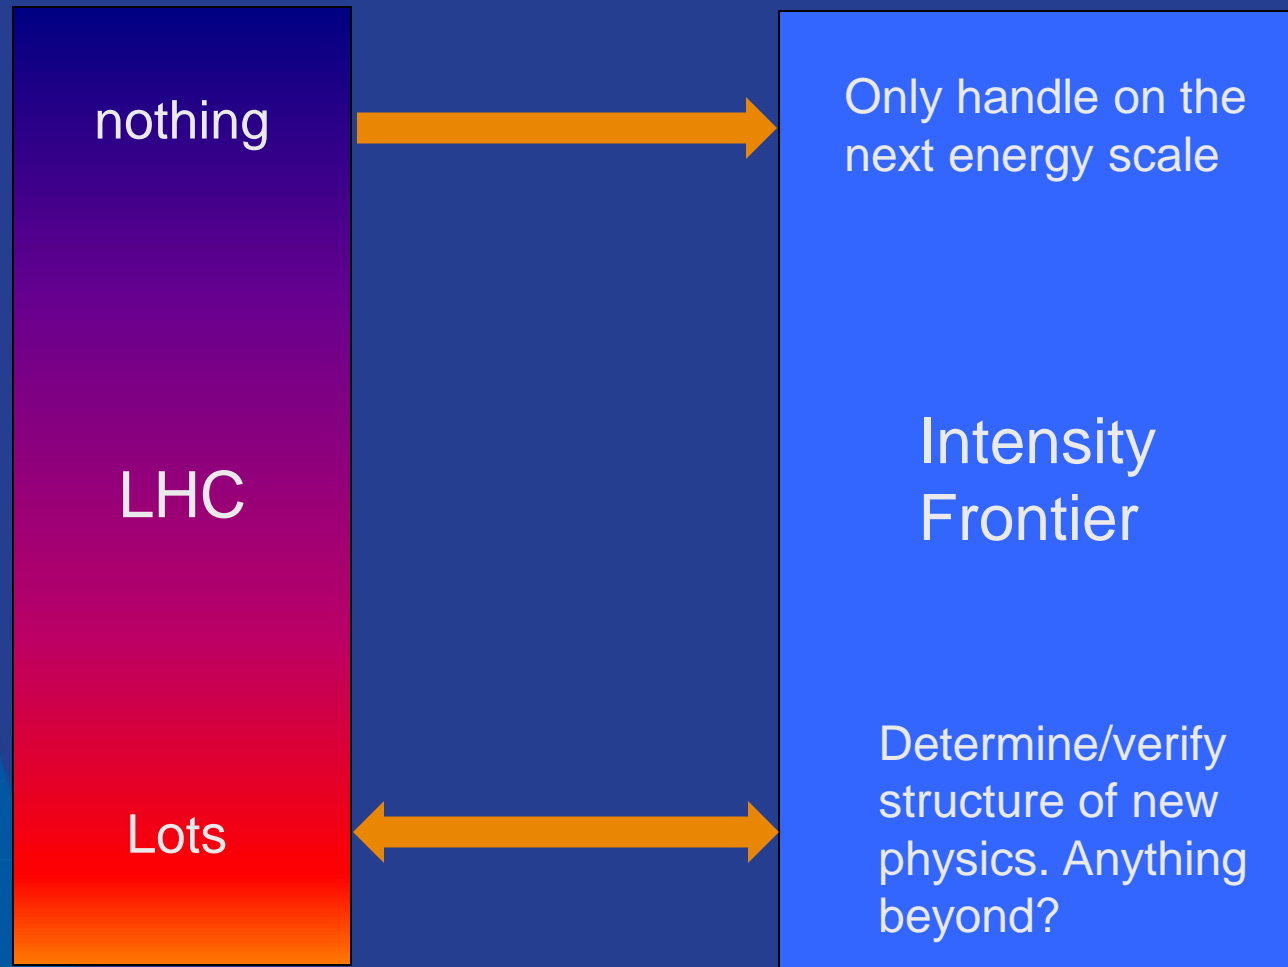 nothing
LHC
Lots
Only handle on the
next energy scale
Intensity
Frontier
Determine/verify
structure of new
physics. Anything
beyond?